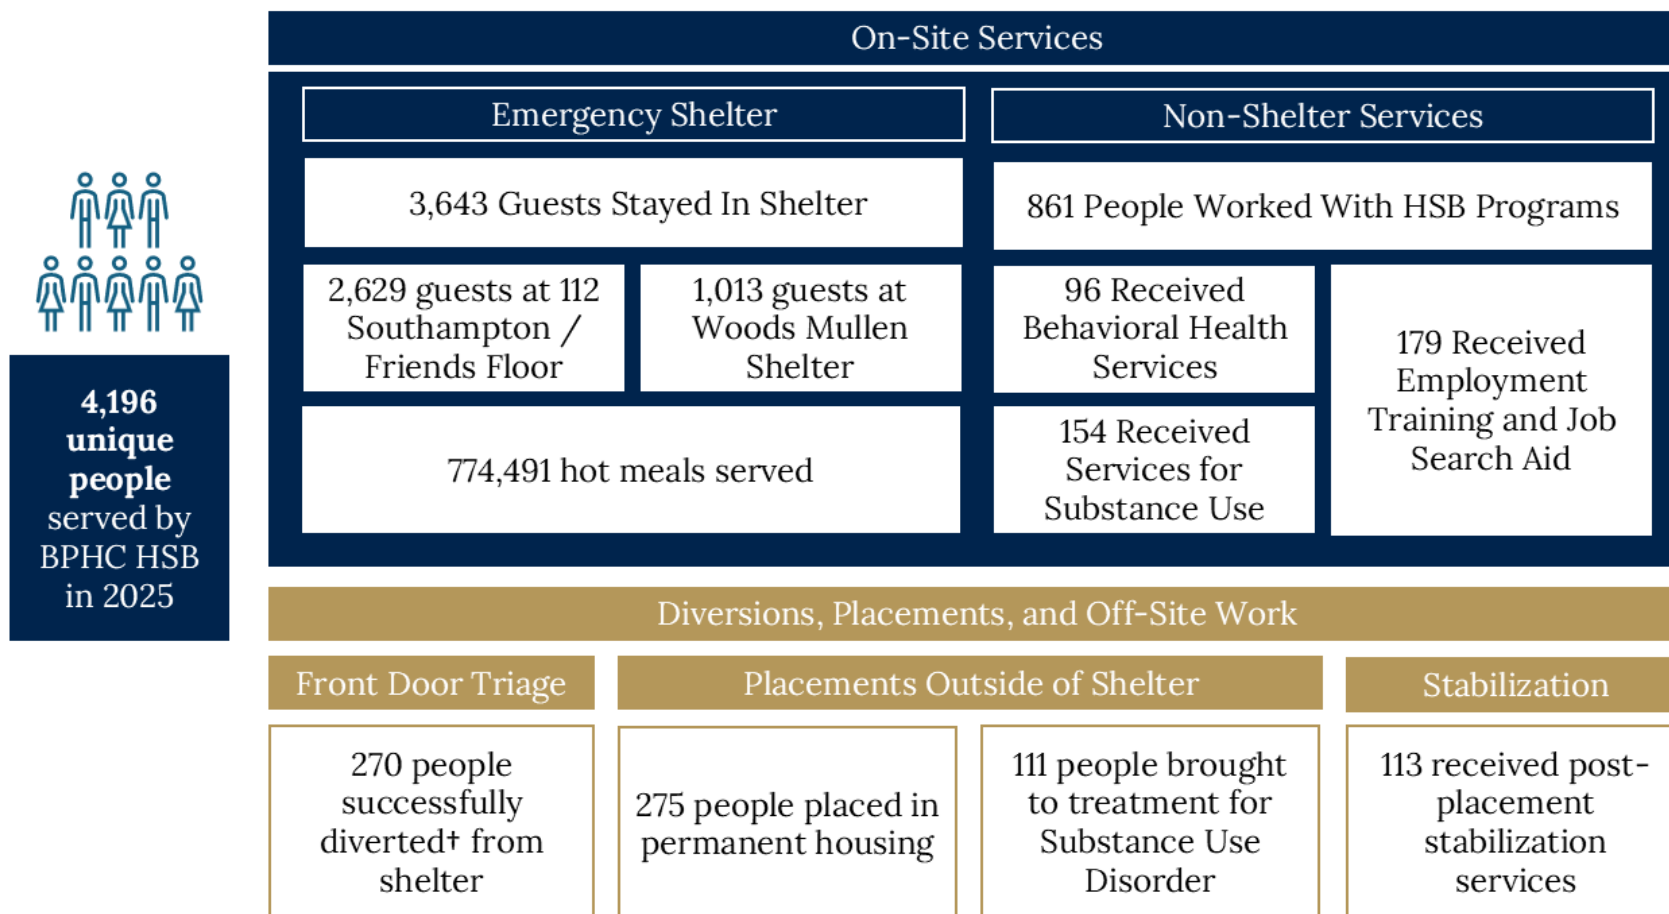 4,196
unique
people
served by
BPHC HSB
in 2025
On-Site Services
Emergency Shelter
3,643 Guests Stayed In Shelter
2,629 guests at 112
Southampton /
Friends Floor
1,013 guests at
Woods Mullen
Shelter
774,491 hot meals served
Non-Shelter Services
861 People Worked With HSB Programs
96 Received
Behavioral Health
Services
154 Received
Services for
Substance Use
179 Received
Employment
Training and Job
Search Aid
Diversions, Placements, and Off-Site Work
Front Door Triage
270 people
successfully
diverted† from
shelter
Placements Outside of Shelter
275 people placed in
permanent housing
111 people brought
to treatment for
Substance Use
Disorder
Stabilization
113 received post-
placement
stabilization
services